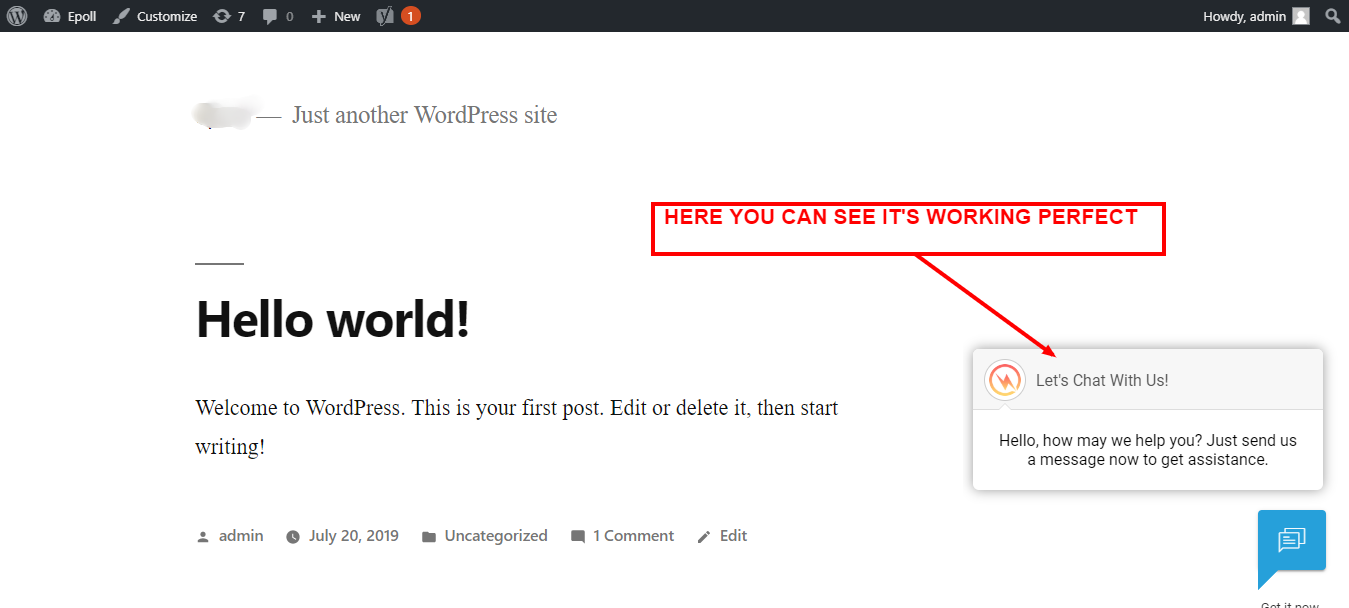 Epoll Customize 7 0 New 1 Howdy, admin
— Just another WordPress site
HERE YOU CAN SEE IT'S WORKING PERFECT
Hello world!
Let's Chat With Us!
Welcome to WordPress. This is your first post. Edit or delete it, then start
writing!
Hello, how may we help you? Just send us
a message now to get assistance.
admin July 20, 2019 Uncategorized 1 Comment Edit
Get it now